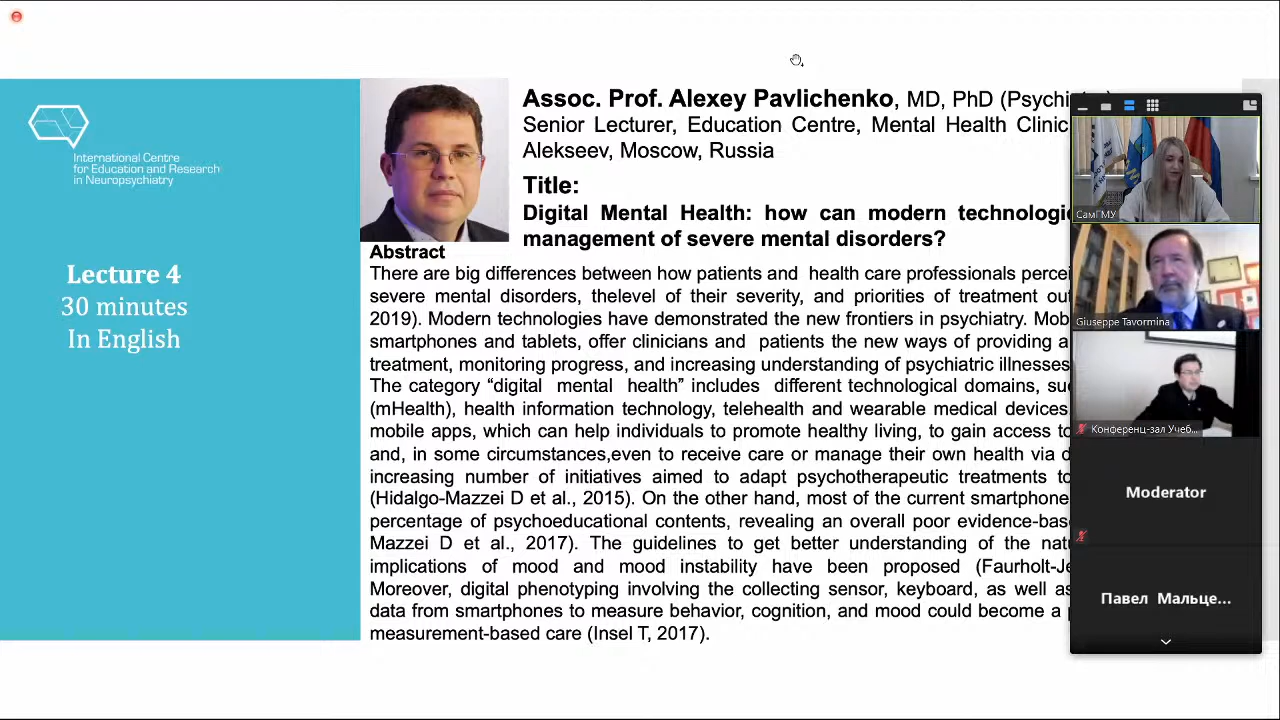 International Centre
for Education and Research
in Neuropsychiatry
Lecture 4
30 minutes
In English
Assoc. Prof. Alexey Pavlichenko, MD, PhD
Senior Lecturer, Education Centre, Mental Health Clinic
Alekseev, Moscow, Russia
Title:
Digital Mental Health: how can modern
management of severe mental disorders?
Abstract
There are big differences between how patients and health care professionals
severe mental disorders, thelevel of their severity, and priorities of treatment
2019). Modern technologies have demonstrated the new frontiers in psychiatry.
smartphones and tablets, offer clinicians and patients the new ways of providing
treatment, monitoring progress, and increasing understanding of psychiatric illnesses
The category “digital mental health” includes different technological domains,
(mHealth), health information technology, telehealth and wearable medical devices
mobile apps, which can help individuals to promote healthy living, to gain access
and, in some circumstances,even to receive care or manage their own health via
increasing number of initiatives aimed to adapt psychotherapeutic treatments
(Hidalgo-Mazzei D et al., 2015). On the other hand, most of the current smartphone
percentage of psychoeducational contents, revealing an overall poor
Mazzei D et al., 2017). The guidelines to get better understanding of the
implications of mood and mood instability have been proposed
Moreover, digital phenotyping involving the collecting sensor, keyboard, as well as
data from smartphones to measure behavior, cognition, and mood could become a
measurement-based care (Insel T, 2017).
СамГМУ
Giuseppe Tavormina
Конференц-зал Учеб...
Moderator
Павел Мальце...